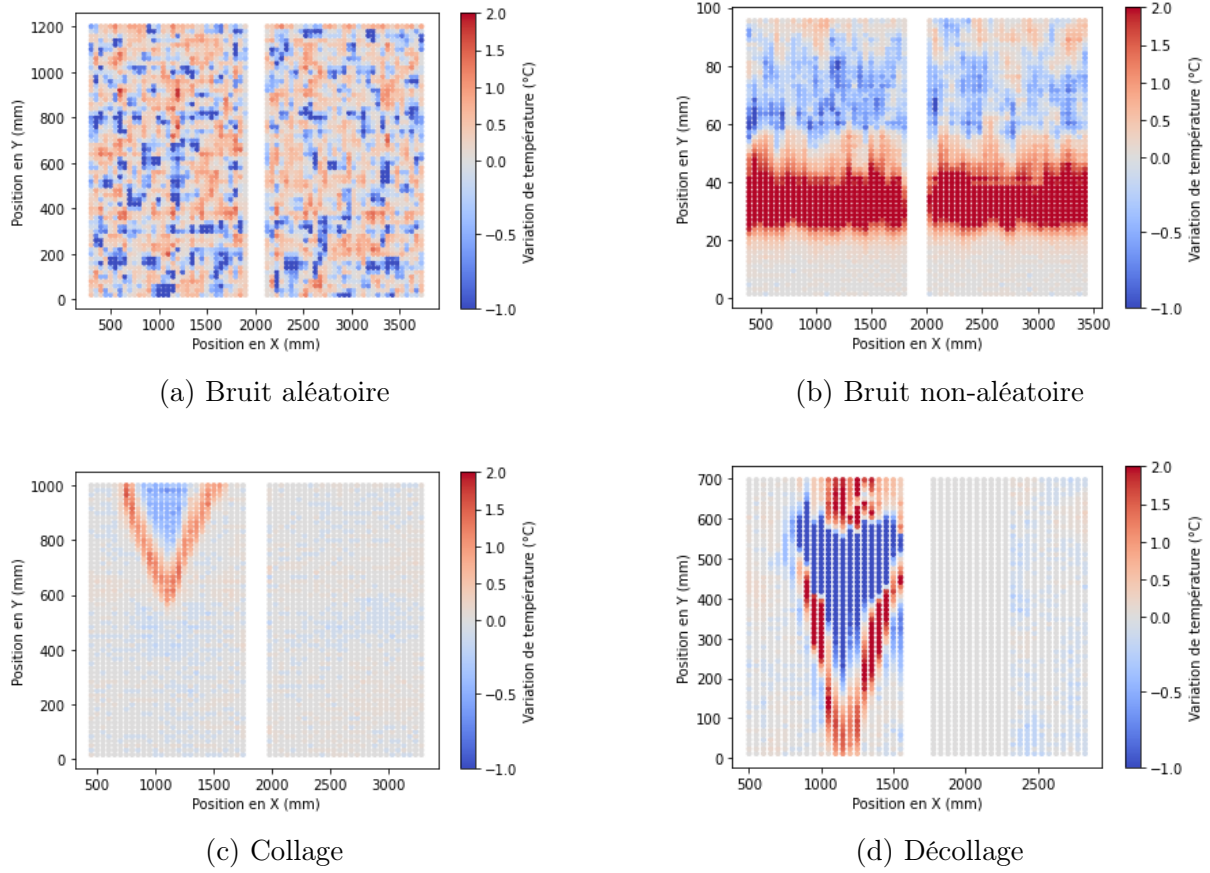 1200
1000
800
600
400
200
0
Position en Y (mm)
500 1000 1500 2000 2500 3000 3500
Position en X (mm)
2.0
1.5
1.0
0.5
0.0
−0.5
−1.0
Variation de température (°C)
(a) Bruit aléatoire
100
80
60
40
20
0
Position en Y (mm)
500 1000 1500 2000 2500 3000 3500
Position en X (mm)
2.0
1.5
1.0
0.5
0.0
−0.5
−1.0
Variation de température (°C)
(b) Bruit non-aléatoire
1000
800
600
400
200
0
Position en Y (mm)
500 1000 1500 2000 2500 3000
Position en X (mm)
2.0
1.5
1.0
0.5
0.0
−0.5
−1.0
Variation de température (°C)
(c) Collage
700
600
500
400
300
200
100
0
Position en Y (mm)
500 1000 1500 2000 2500
Position en X (mm)
2.0
1.5
1.0
0.5
0.0
−0.5
−1.0
Variation de température (°C)
(d) Décollage